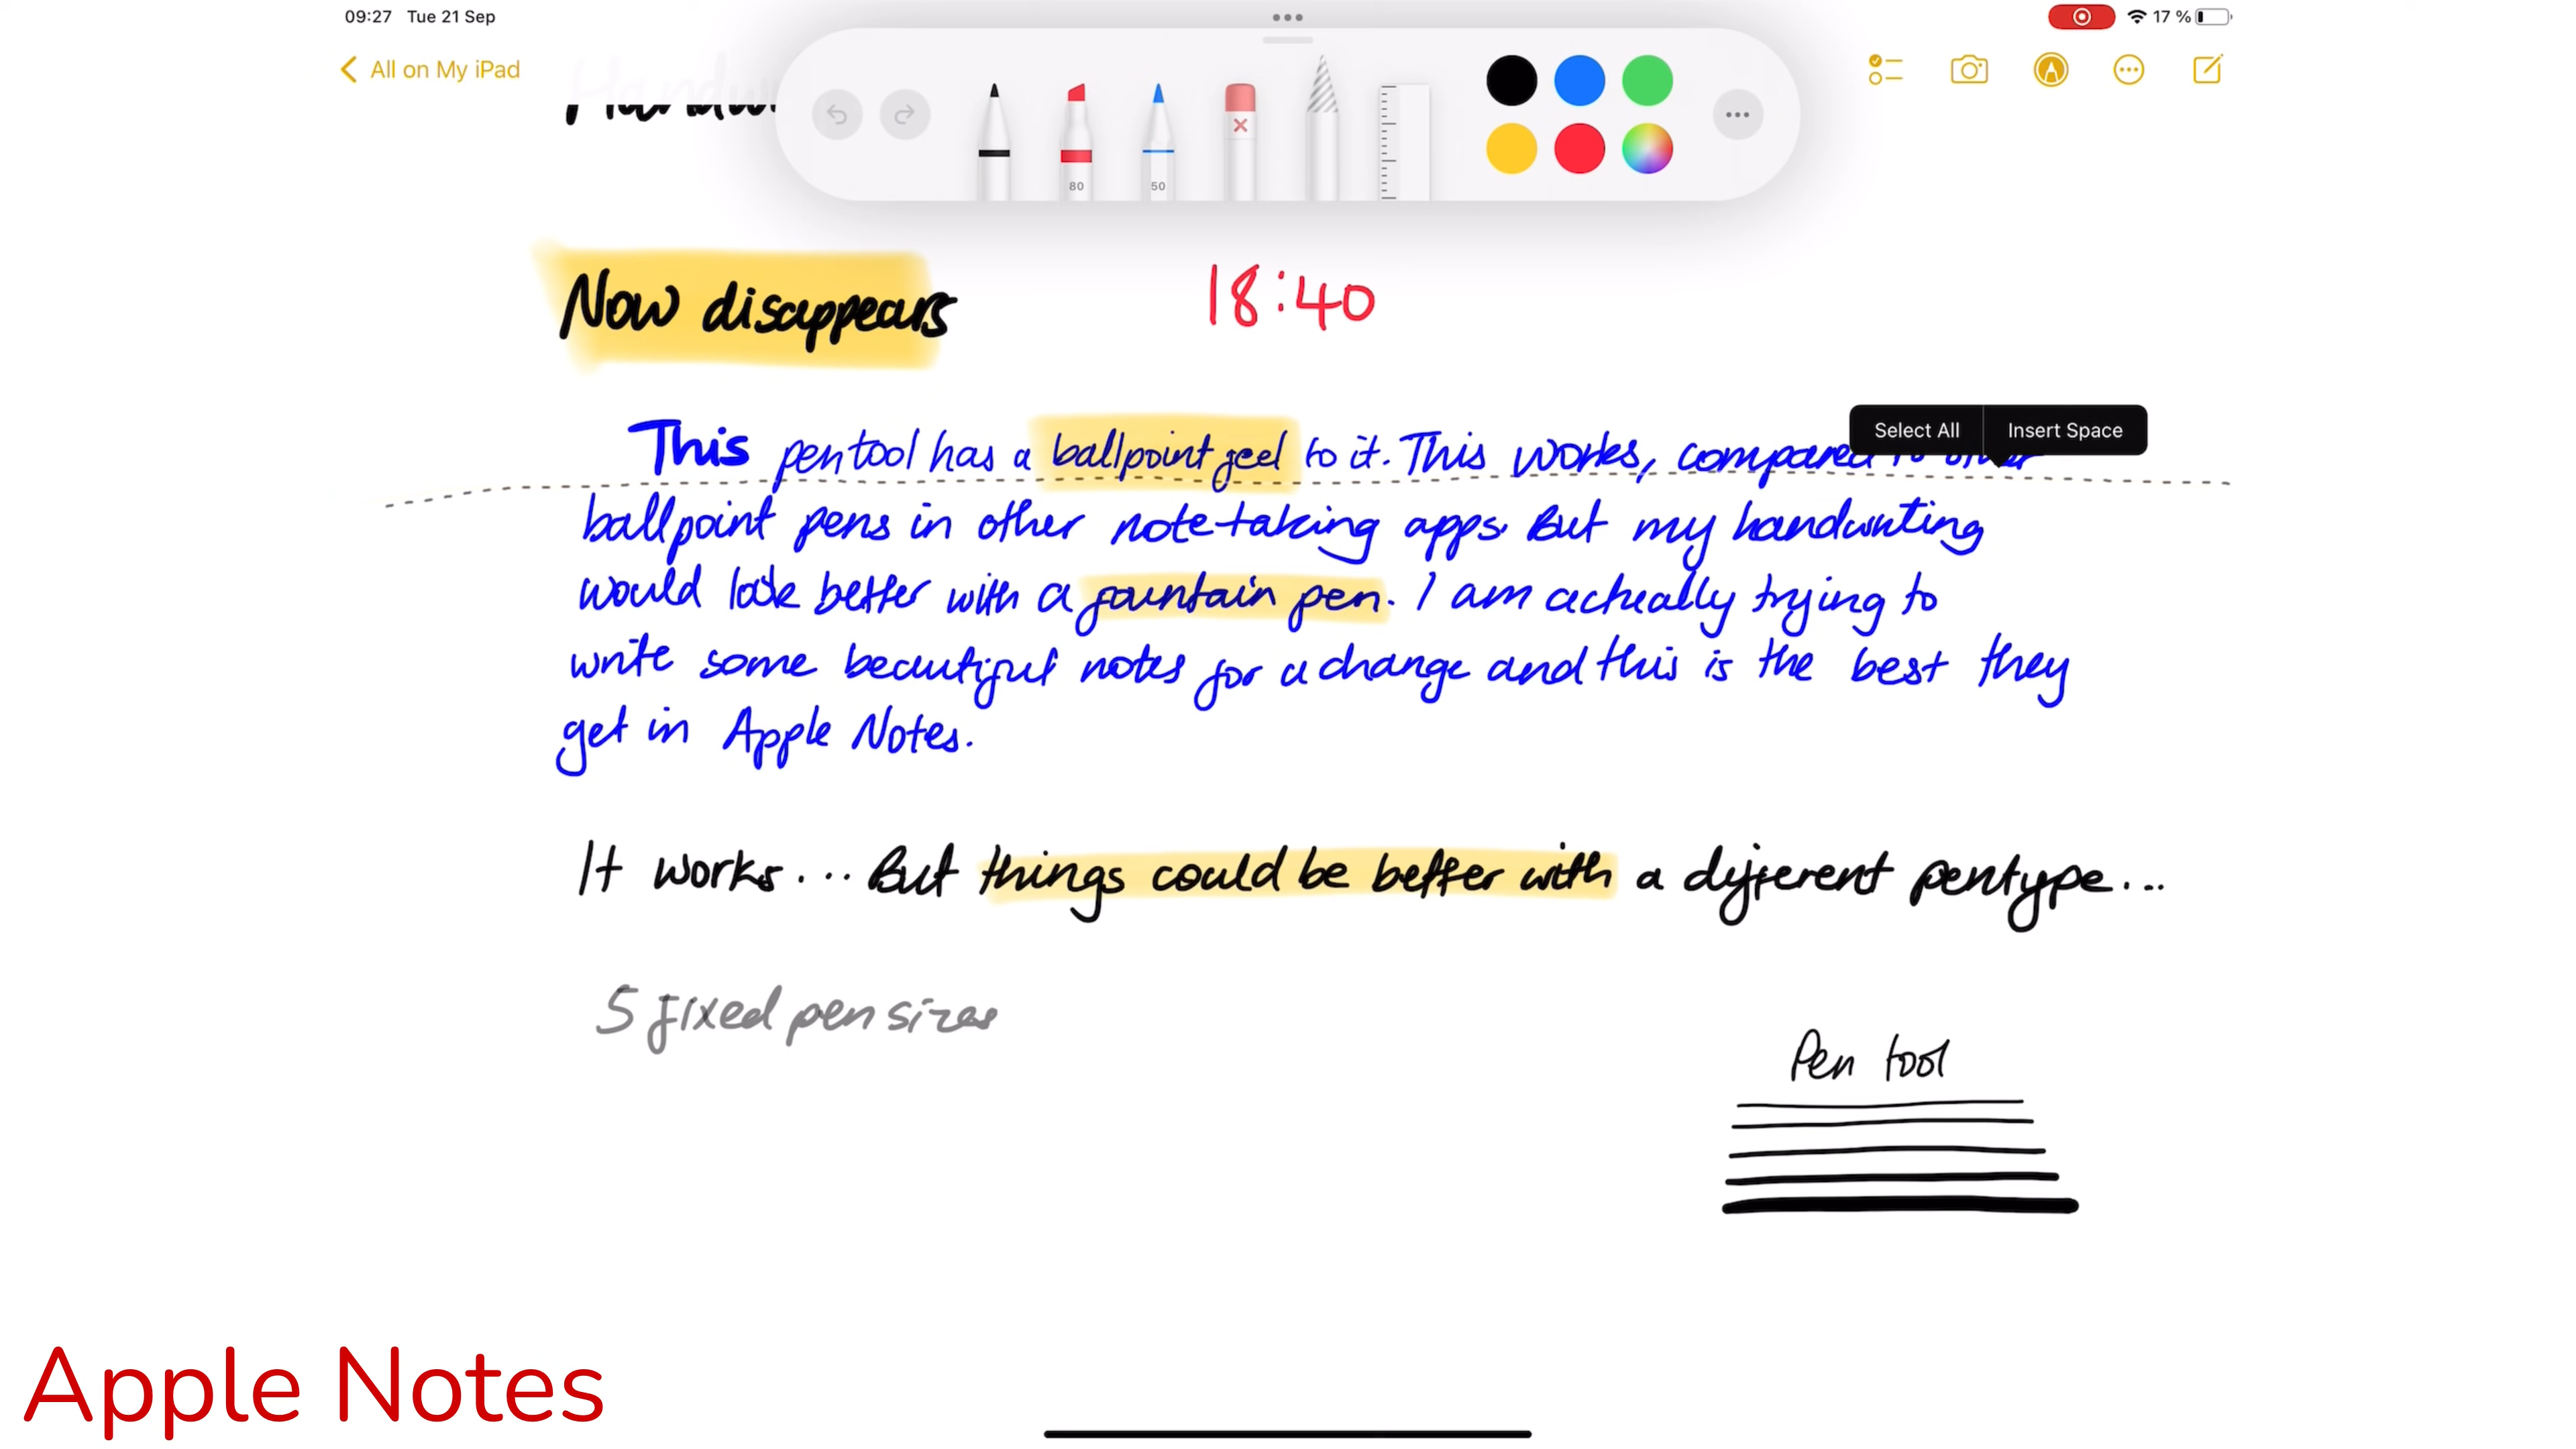 09:27 Tue 21 Sep
17 %
All on My iPad
80
50
Now disappears
18:40
Select All
Insert Space
This pen tool has a ballpoint feel to it. This works, compared to other
ballpoint pens in other note-taking apps. But my handwriting
would look better with a fountain pen. I am actually trying to
write some beautiful notes for a change and this is the best they
get in Apple Notes.
It works... But things could be better with a different pentype...
5 fixed pen sizes
Pen tool
Apple Notes